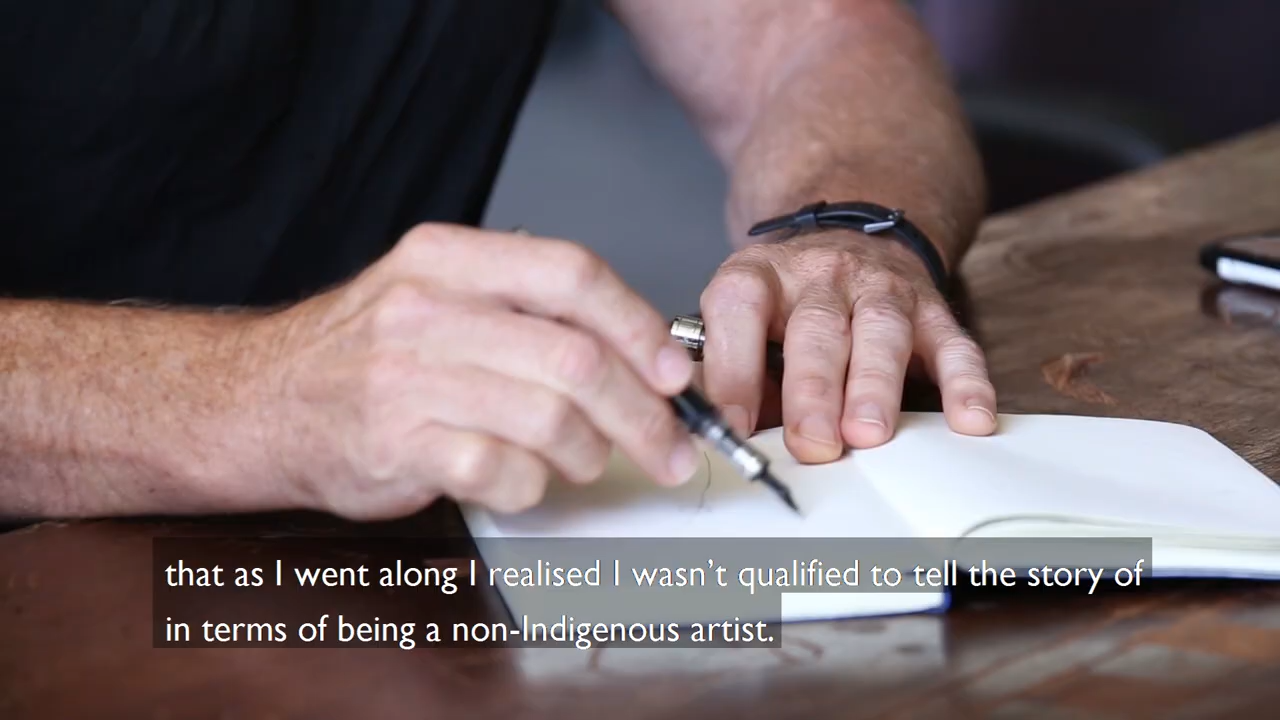 that as I went along I realised I wasn't qualified to tell the story of
in terms of being a non-Indigenous artist.